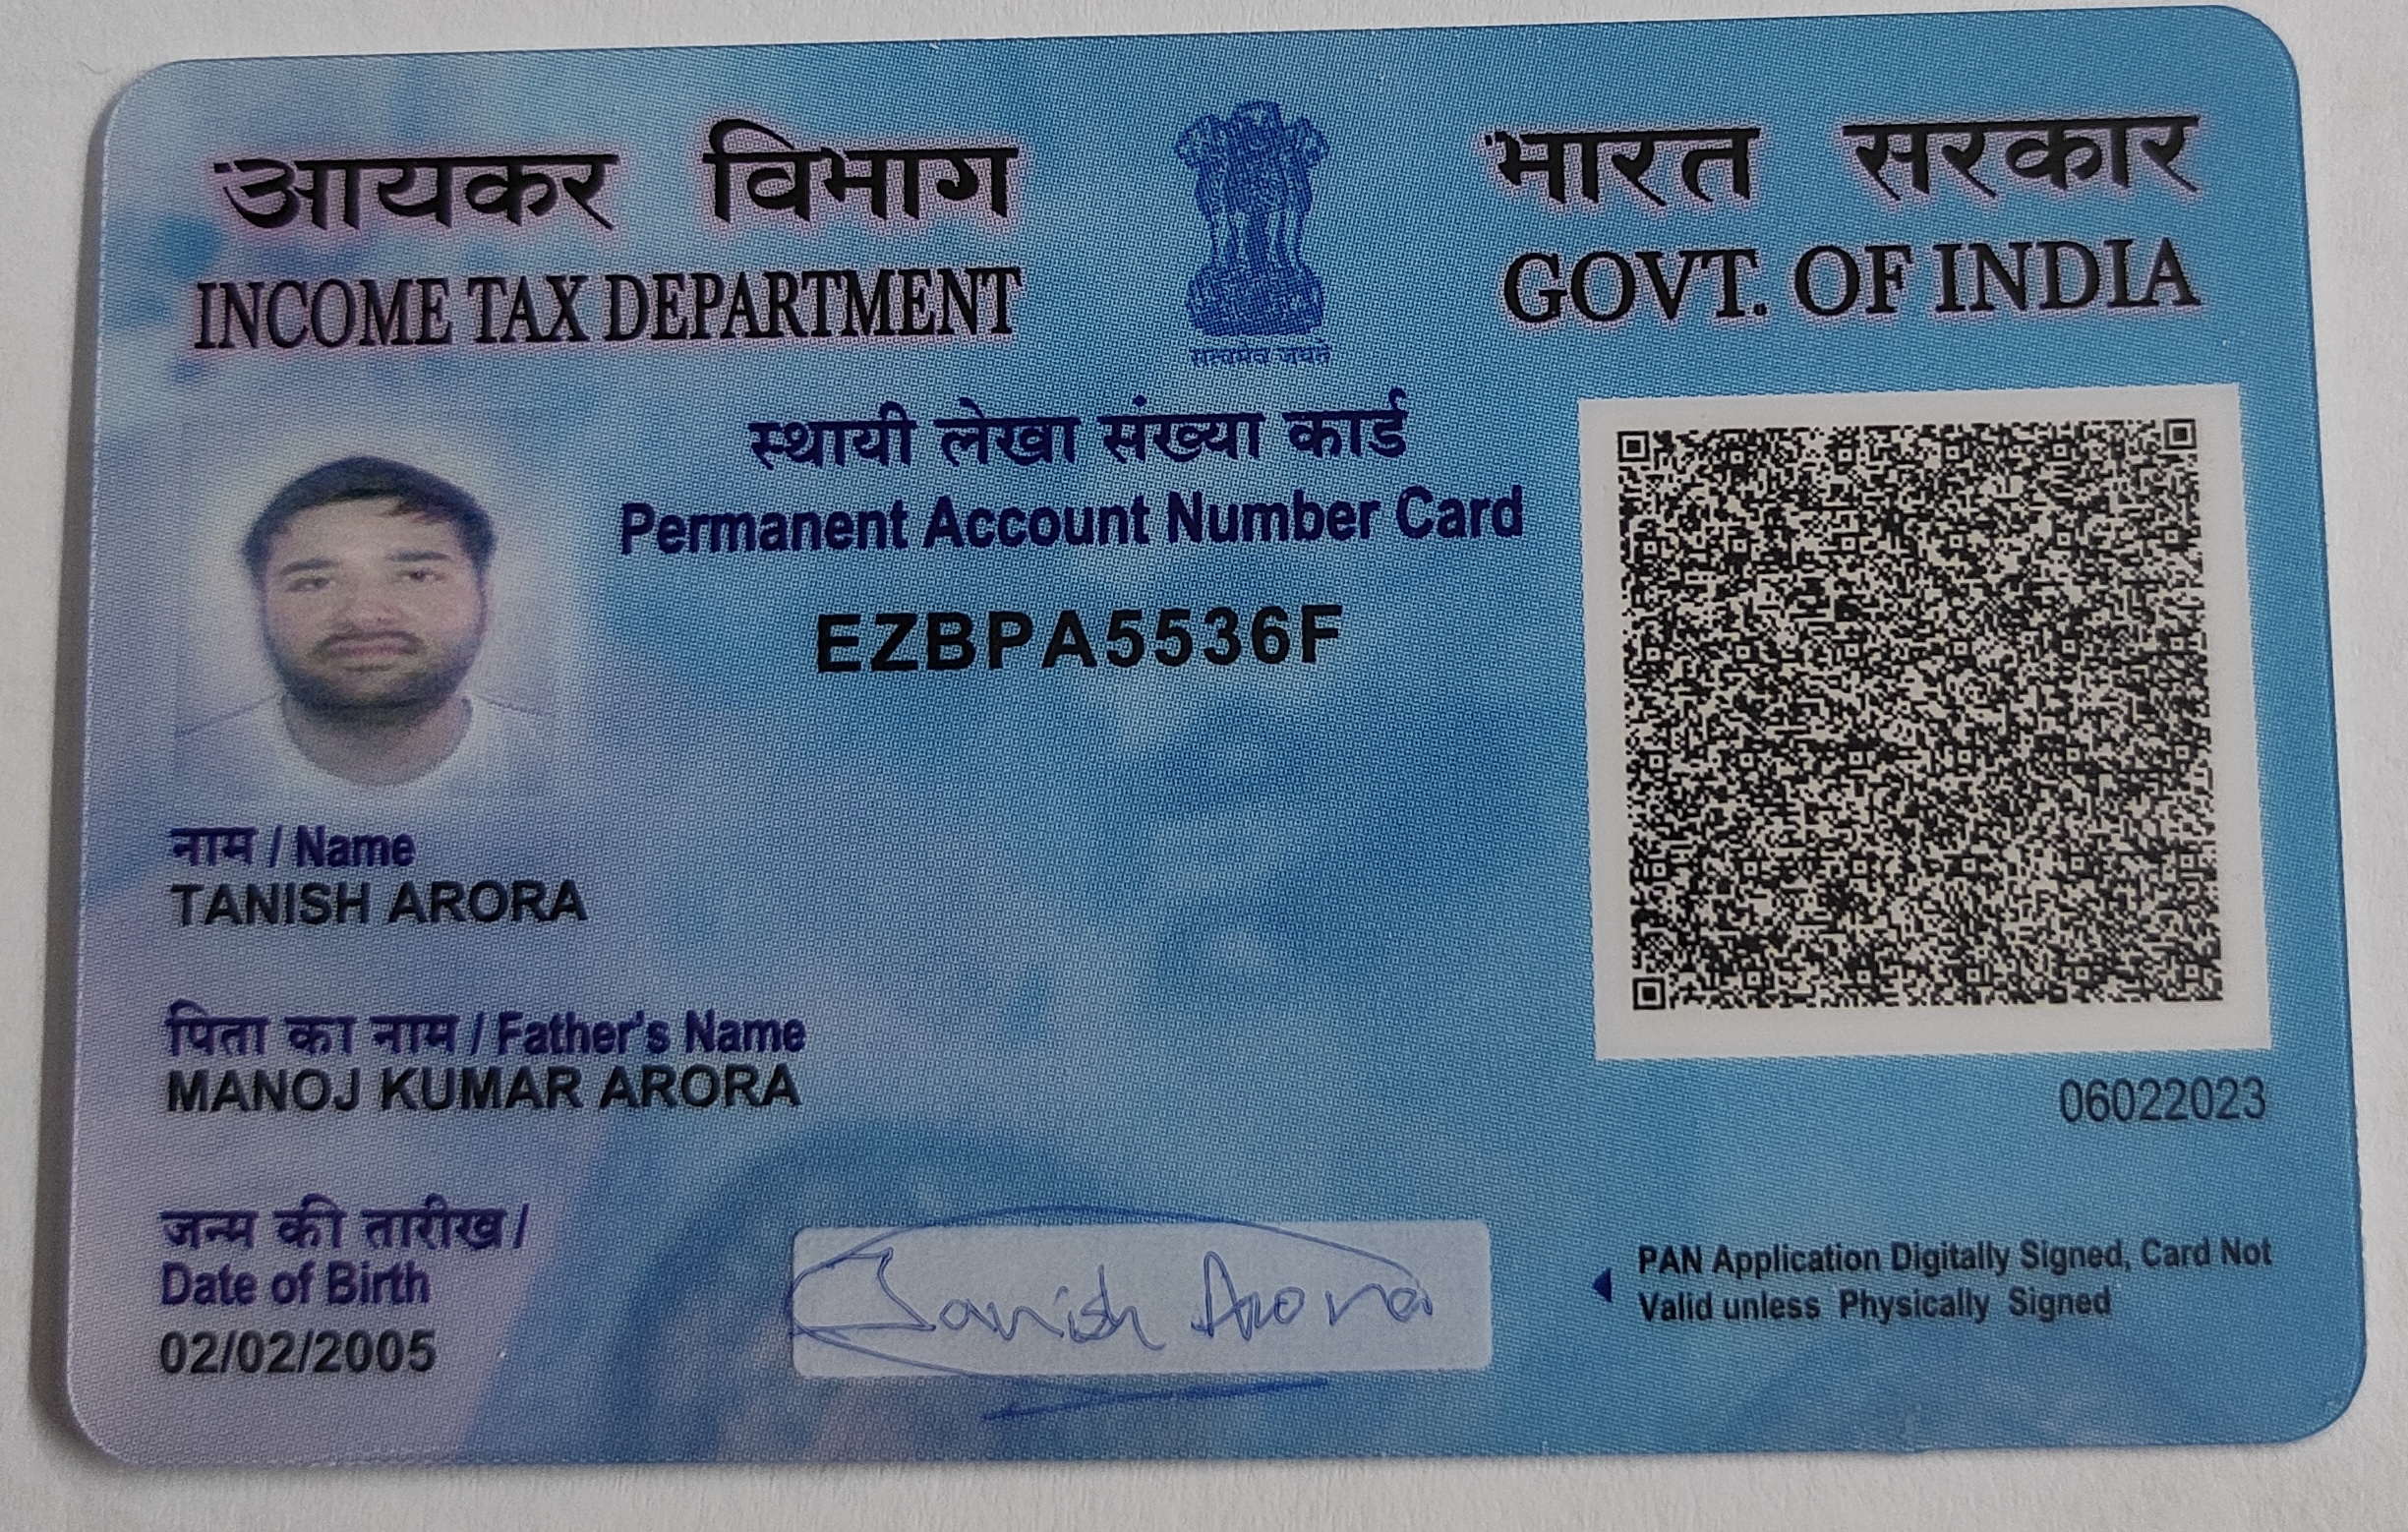 आयकर विभाग
INCOME TAX DEPARTMENT
सत्यमेव जयते
भारत सरकार
GOVT. OF INDIA
स्थायी लेखा संख्या कार्ड
Permanent Account Number Card
EZBPA5536F
नाम / Name
TANISH ARORA
पिता का नाम / Father's Name
MANOJ KUMAR ARORA
06022023
जन्म की तारीख /
Date of Birth
02/02/2005
Tanish Arora
PAN Application Digitally Signed, Card Not
Valid unless Physically Signed